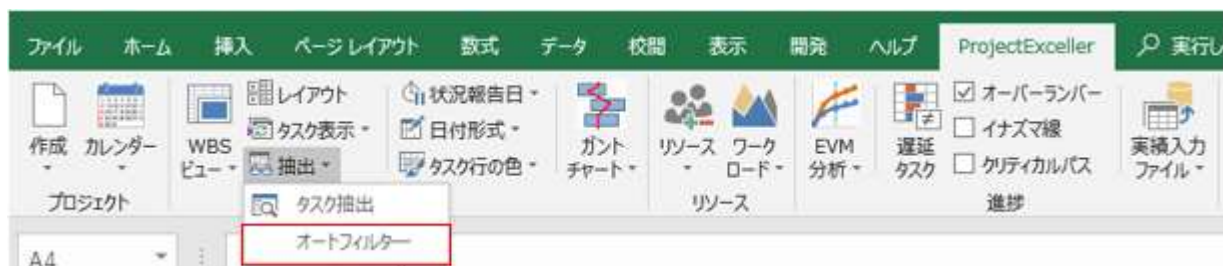 ファイル ホーム 挿入 ページ レイアウト 数式 データ 校閲 表示 開発 ヘルプ ProjectExceller 実行し
作成
カレンダー
プロジェクト
WBS
ビュー
レイアウト
タスク表示
抽出
タスク抽出
オートフィルター
状況報告日
日付形式
タスク行の色
ガント
チャート
リソース
ワーク
ロード
リソース
EVM
分析
遅延
タスク
オーバーランバー
イナズマ線
クリティカルパス
進捗
実績入力
ファイル
A4